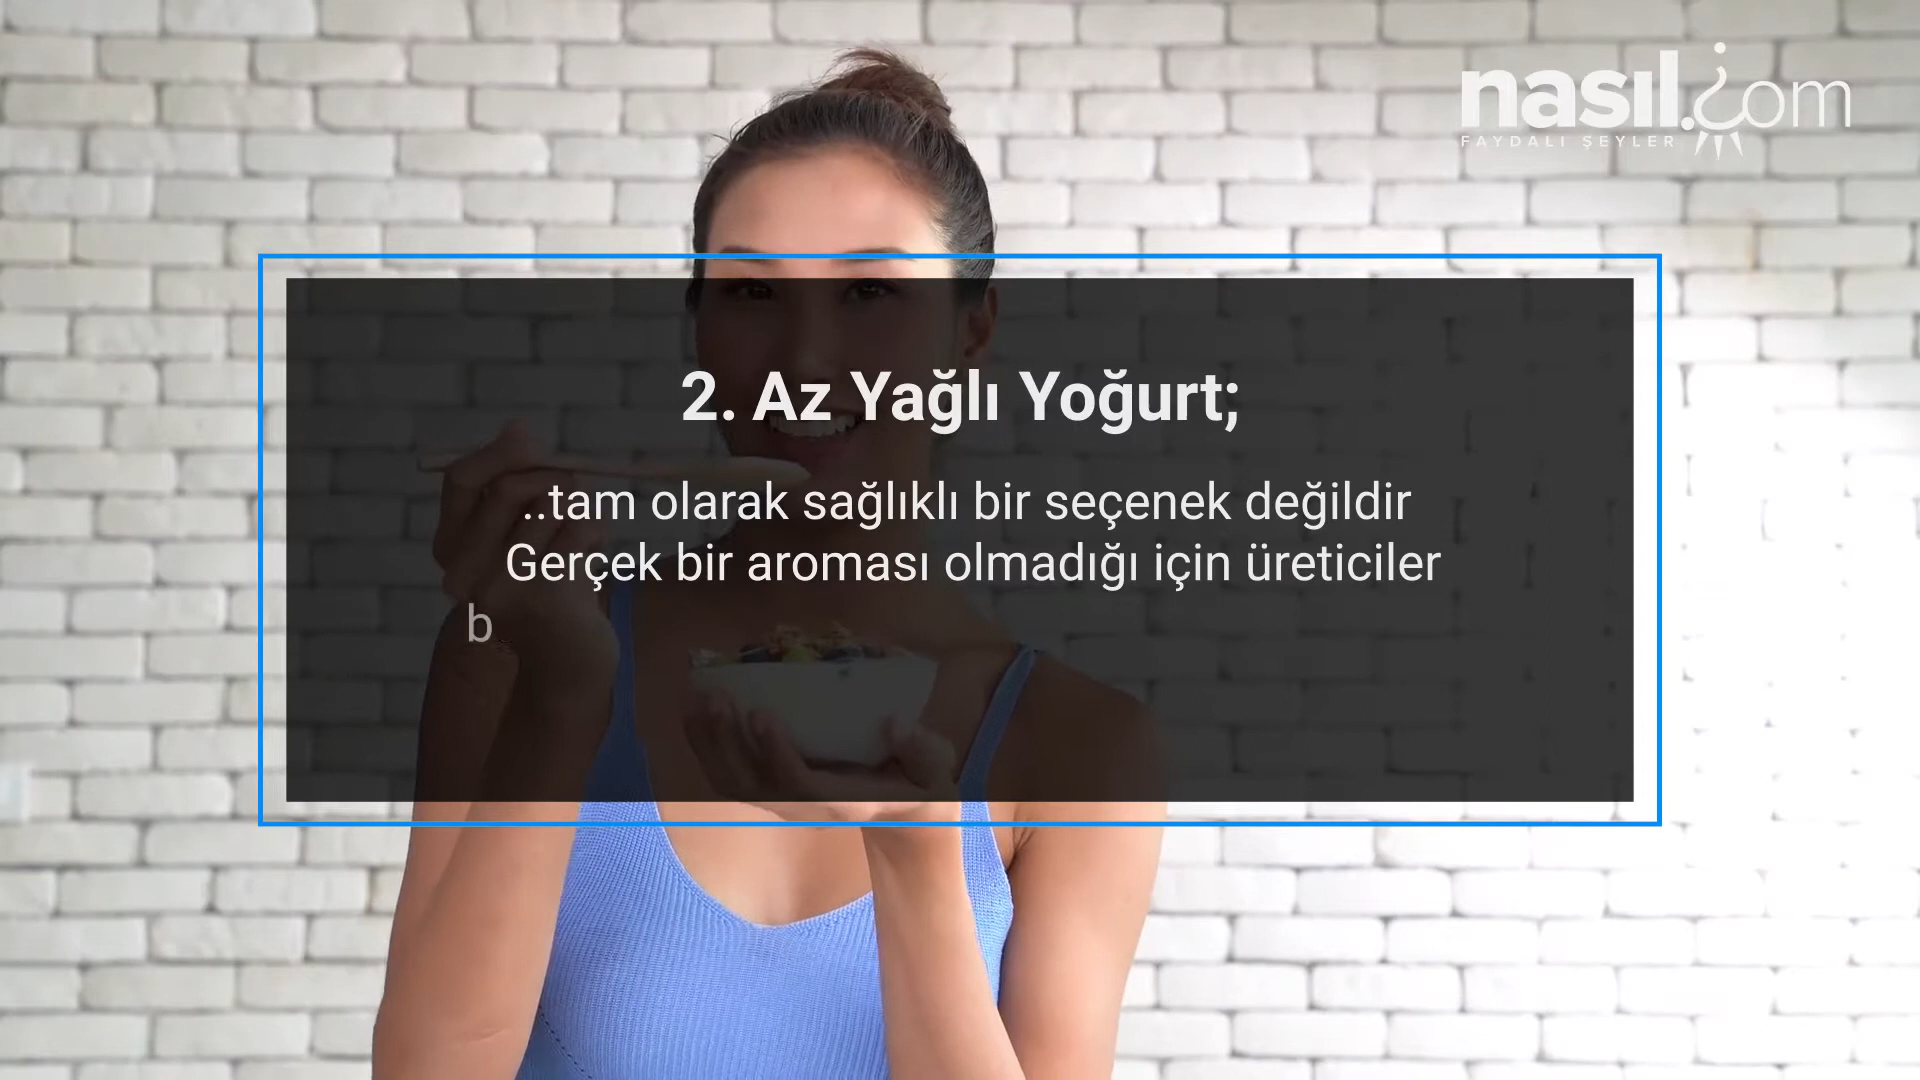 nasıl.com
FAYDALI ŞEYLER
2. Az Yağlı Yoğurt;
..tam olarak sağlıklı bir seçenek değildir
Gerçek bir aroması olmadığı için üreticiler
b